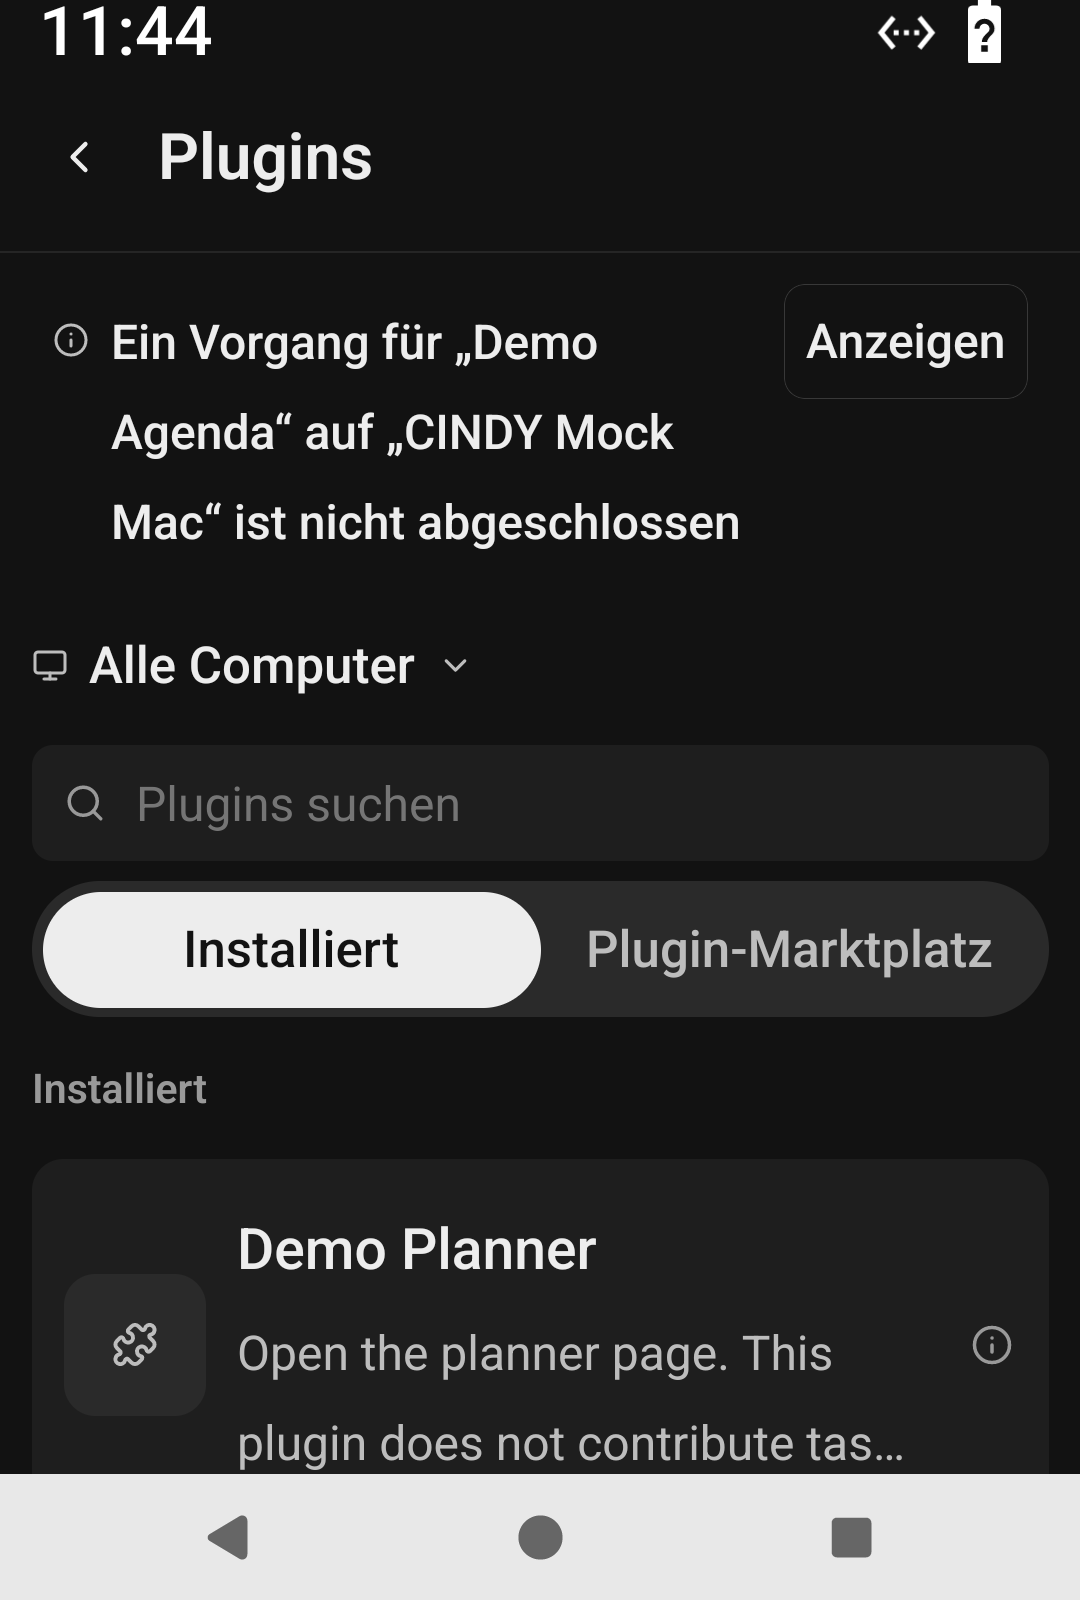 11:44
Plugins
Ein Vorgang für „Demo
Agenda“ auf „CINDY Mock
Mac“ ist nicht abgeschlossen
Anzeigen
Alle Computer
Plugins suchen
Installiert
Plugin-Marktplatz
Installiert
Demo Planner
Open the planner page. This
plugin does not contribute tas…